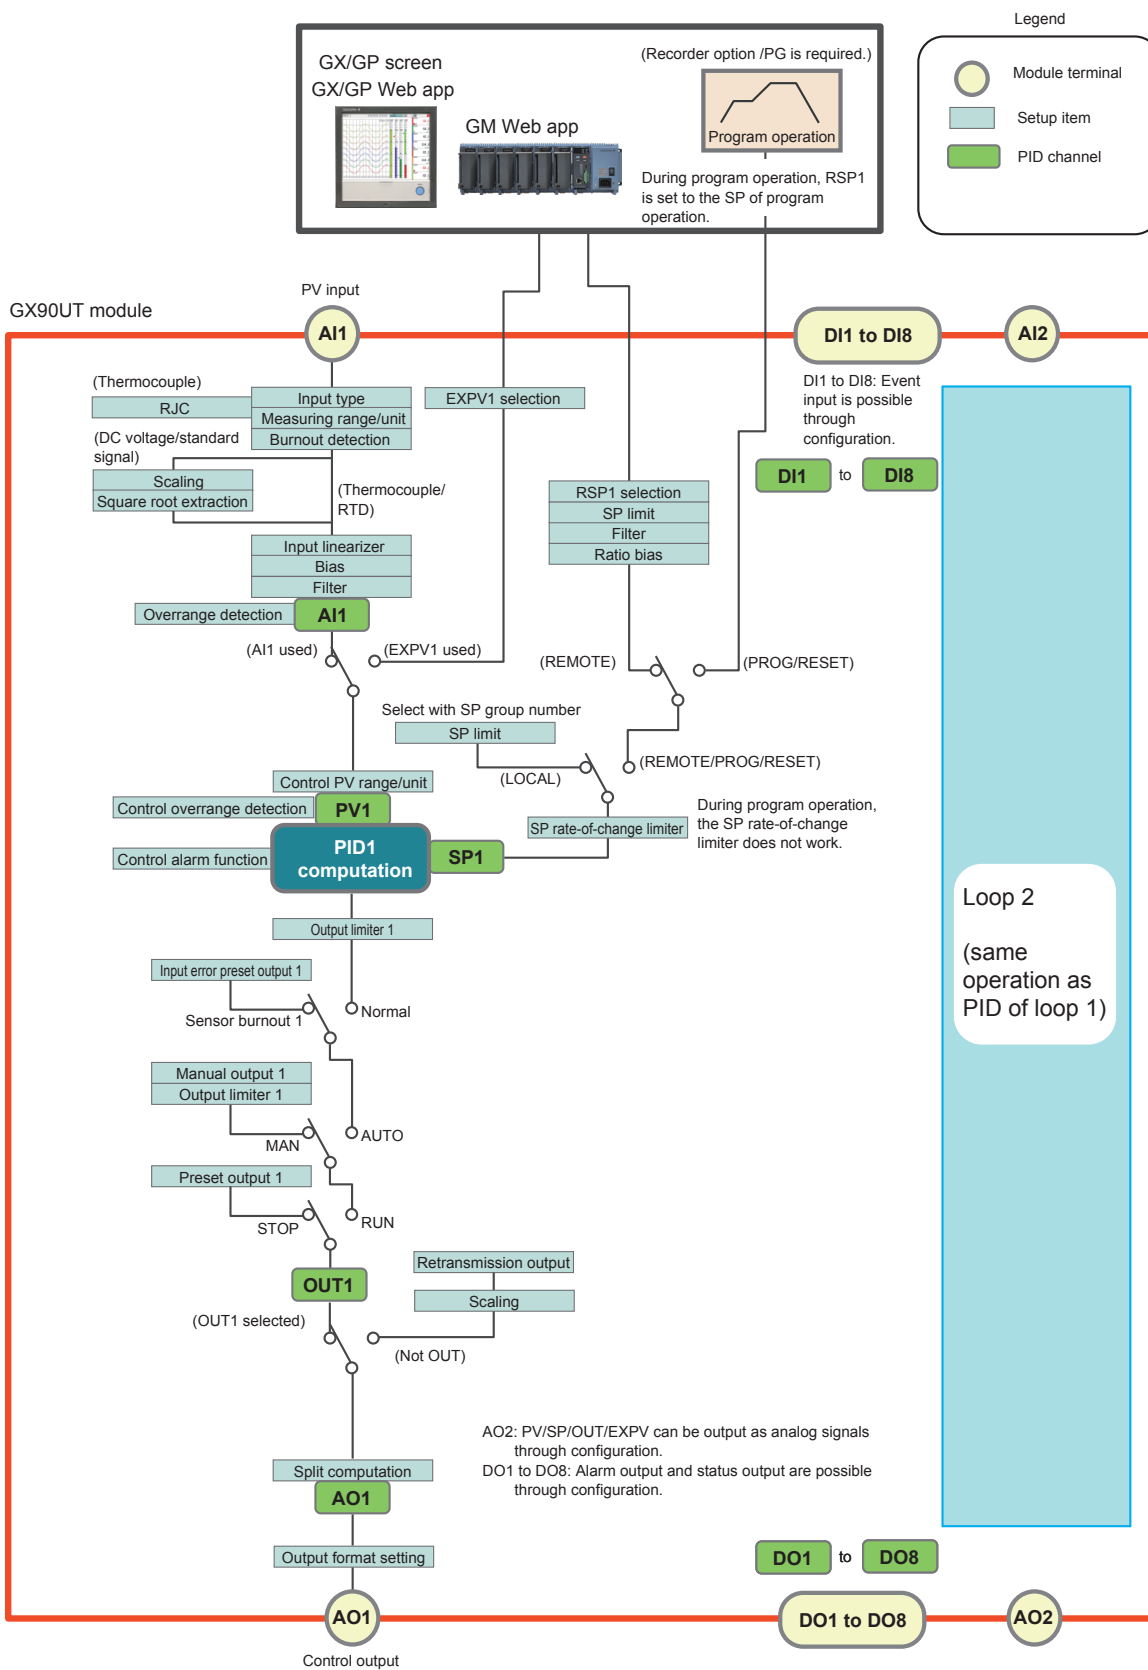 Legend
Module terminal
Setup item
PID channel
GX/GP screen
GX/GP Web app
GM Web app
(Recorder option /PG is required.)
Program operation
During program operation, RSP1
is set to the SP of program
operation.
GX90UT module
PV input
AI1
DI1 to DI8
AI2
(Thermocouple)
RJC
Input type
Measuring range/unit
Burnout detection
(DC voltage/standard
signal)
Scaling
Square root extraction
(Thermocouple/
RTD)
Input linearizer
Bias
Filter
Overrange detection
AI1
EXPV1 selection
DI1 to DI8: Event
input is possible
through
configuration.
DI1
to
DI8
RSP1 selection
SP limit
Filter
Ratio bias
(AI1 used)
(EXPV1 used)
(REMOTE)
(PROG/RESET)
Select with SP group number
SP limit
(LOCAL)
(REMOTE/PROG/RESET)
Control PV range/unit
Control overrange detection
PV1
Control alarm function
PID1
computation
SP1
SP rate-of-change limiter
During program operation,
the SP rate-of-change
limiter does not work.
Loop 2
(same
operation as
PID of loop 1)
Output limiter 1
Input error preset output 1
Sensor burnout 1
Normal
Manual output 1
Output limiter 1
MAN
AUTO
Preset output 1
STOP
RUN
OUT1
Retransmission output
Scaling
(OUT1 selected)
(Not OUT)
AO2: PV/SP/OUT/EXPV can be output as analog signals
through configuration.
DO1 to DO8: Alarm output and status output are possible
through configuration.
Split computation
AO1
Output format setting
DO1
to
DO8
AO1
DO1 to DO8
AO2
Control output